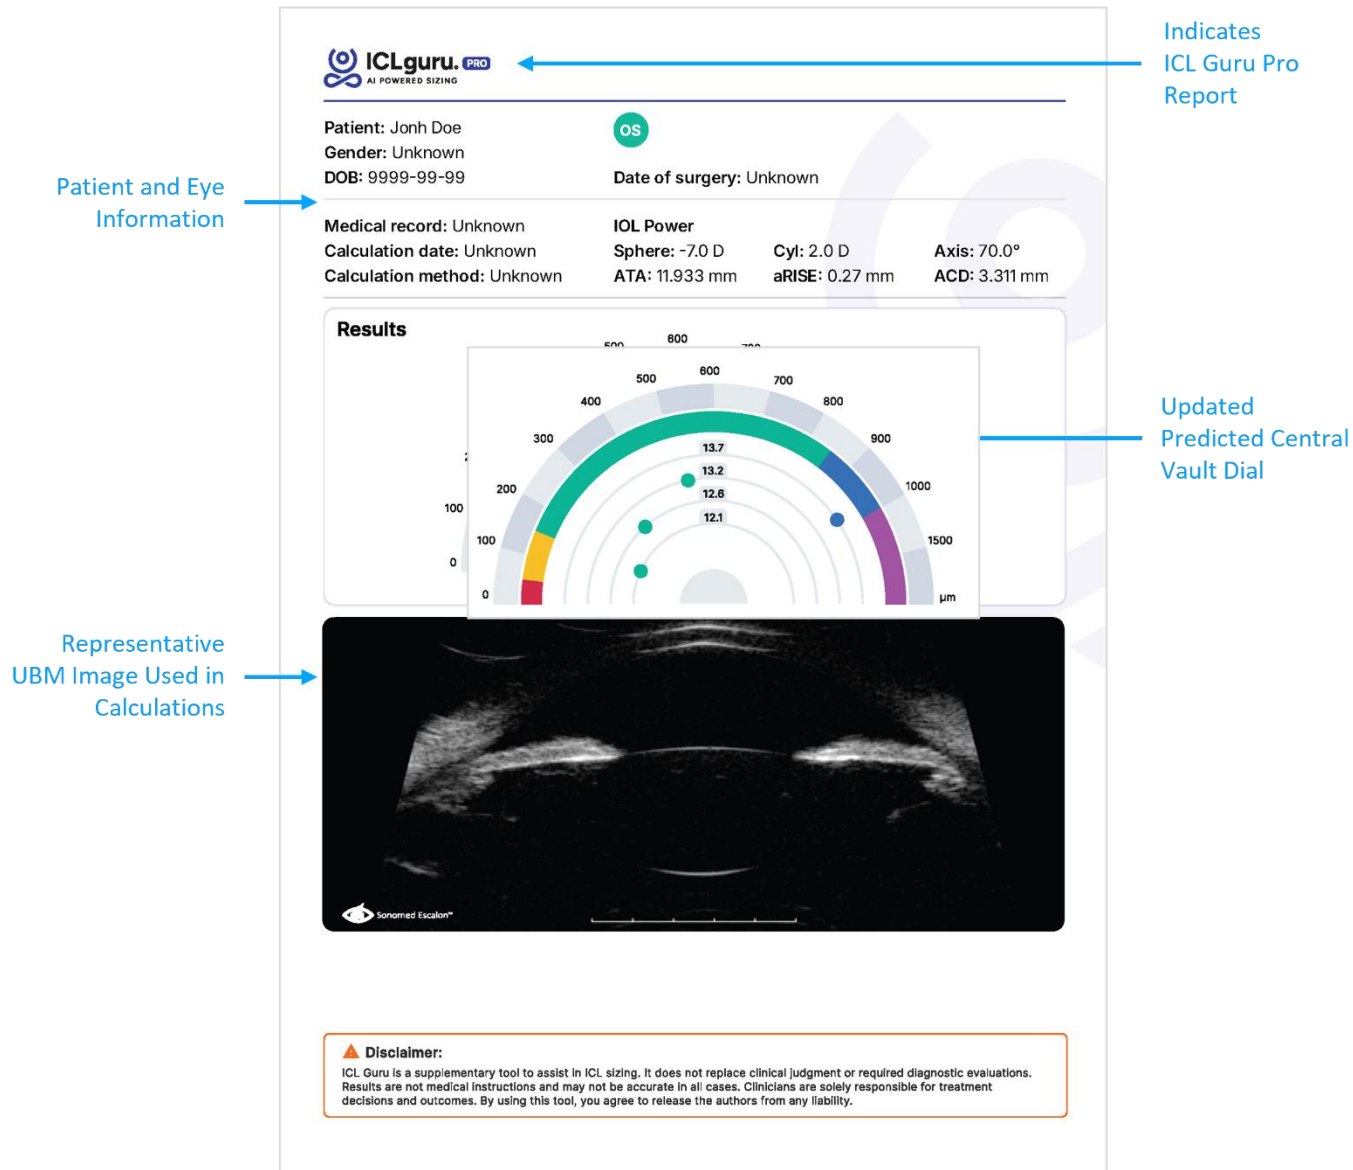 Indicates
ICL Guru Pro
Report
ICLguru. PRO
AI POWERED SIZING
Patient and Eye
Information
Patient: Jonh Doe
OS
Gender: Unknown
DOB: 9999-99-99
Date of surgery: Unknown
Medical record: Unknown
IOL Power
Calculation date: Unknown
Sphere: -7.0 D
Cyl: 2.0 D
Axis: 70.0°
Calculation method: Unknown
ATA: 11.933 mm
aRISE: 0.27 mm
ACD: 3.311 mm
Results
600
100
0
0
100
200
300
400
500
600
700
800
900
1000
1500
µm
13.7
13.2
12.6
12.1
Updated
Predicted Central
Vault Dial
Representative
UBM Image Used in
Calculations
Sonomed Escalon™
Disclaimer:
ICL Guru is a supplementary tool to assist in ICL sizing. It does not replace clinical judgment or required diagnostic evaluations.
Results are not medical instructions and may not be accurate in all cases. Clinicians are solely responsible for treatment
decisions and outcomes. By using this tool, you agree to release the authors from any liability.